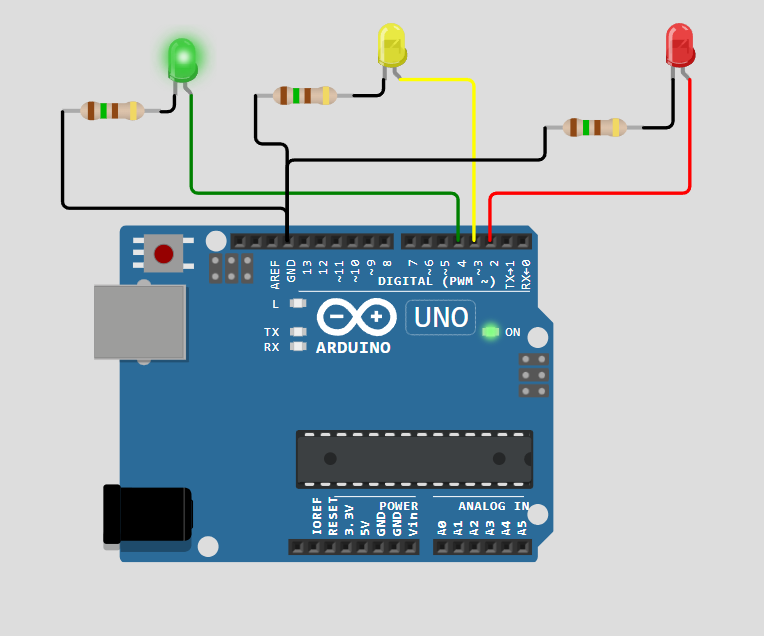 AREF
GND
13
12
~11
~10
~9
8
7
~6
~5
4
~3
2
TX→1
RX←0
DIGITAL (PWM ~)
L
TX
RX
ARDUINO
UNO
ON
IOREF
RESET
3.3V
5V
GND
GND
Vin
POWER
ANALOG IN
A0
A1
A2
A3
A4
A5